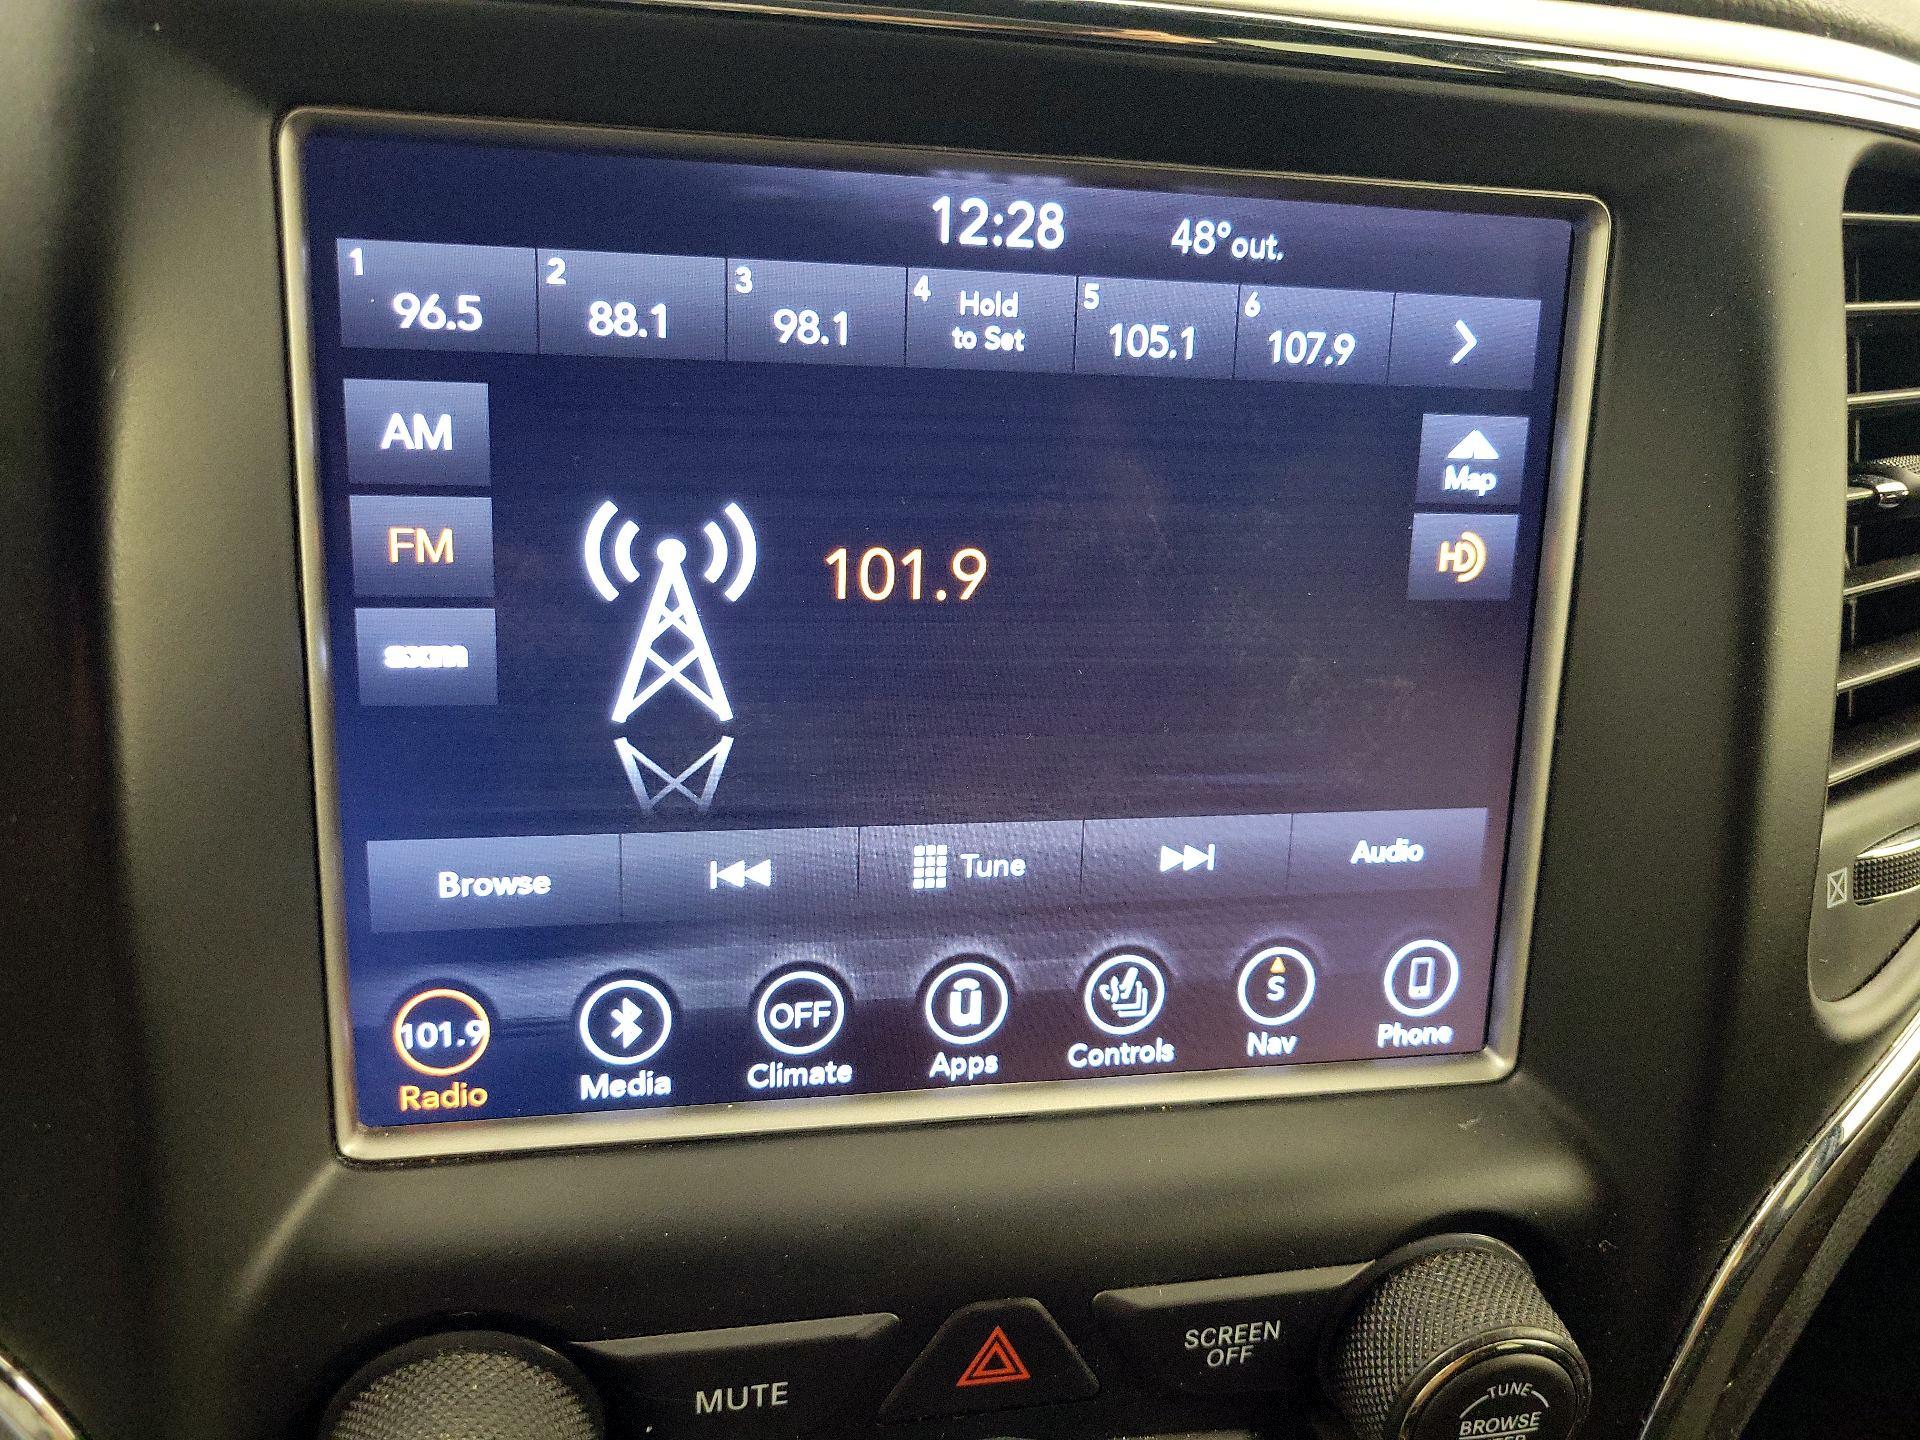 12:28 48° out.
1 96.5 2 88.1 3 98.1 4 Hold to Set 5 105.1 6 107.9
AM
Map
FM
101.9
HD
sxm
Browse Tune Audio
101.9 OFF S
Radio Media Climate Apps Controls Nav Phone
MUTE
SCREEN
OFF
TUNE
BROWSE